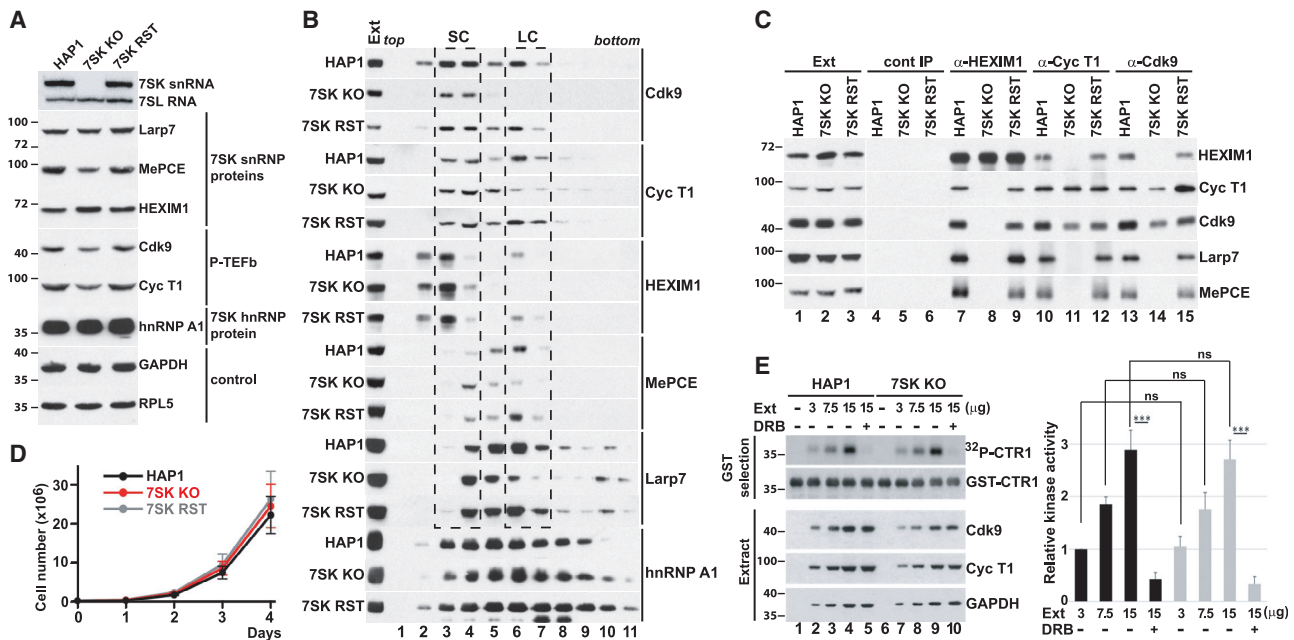 A
HAP1
7SK KO
7SK RST
7SK snRNA
7SL RNA
100
72
Larp7
100
72
MePCE
7SK snRNP proteins
72
HEXIM1
40
Cdk9
P-TEFb
100
Cyc T1
35
hnRNP A1
7SK hnRNP protein
40
35
GAPDH
control
35
RPL5
B
Ext
top
SC
LC
bottom
HAP1
7SK KO
7SK RST
Cdk9
HAP1
7SK KO
7SK RST
Cyc T1
HAP1
7SK KO
7SK RST
HEXIM1
HAP1
7SK KO
7SK RST
MePCE
HAP1
7SK KO
7SK RST
Larp7
HAP1
7SK KO
7SK RST
hnRNP A1
1 2 3 4 5 6 7 8 9 10 11
C
Ext
cont IP
α-HEXIM1
α-Cyc T1
α-Cdk9
HAP1
7SK KO
7SK RST
HAP1
7SK KO
7SK RST
HAP1
7SK KO
7SK RST
HAP1
7SK KO
7SK RST
HAP1
7SK KO
7SK RST
72
HEXIM1
100
Cyc T1
40
Cdk9
100
72
Larp7
100
MePCE
1 2 3 4 5 6 7 8 9 10 11 12 13 14 15
D
Cell number (x10⁶)
30
20
10
0
HAP1
7SK KO
7SK RST
0 1 2 3 4
Days
E
HAP1
7SK KO
Ext - 3 7.5 15 15 - 3 7.5 15 15 (μg)
DRB - - - - + - - - - +
GST selection
35
³²P-CTR1
35
GST-CTR1
Extract
40
Cdk9
100
Cyc T1
35
GAPDH
1 2 3 4 5 6 7 8 9 10
ns
ns
ns
***
***
Relative kinase activity
3
2
1
0
Ext 3 7.5 15 15 3 7.5 15 15 (μg)
DRB - - - + - - - +